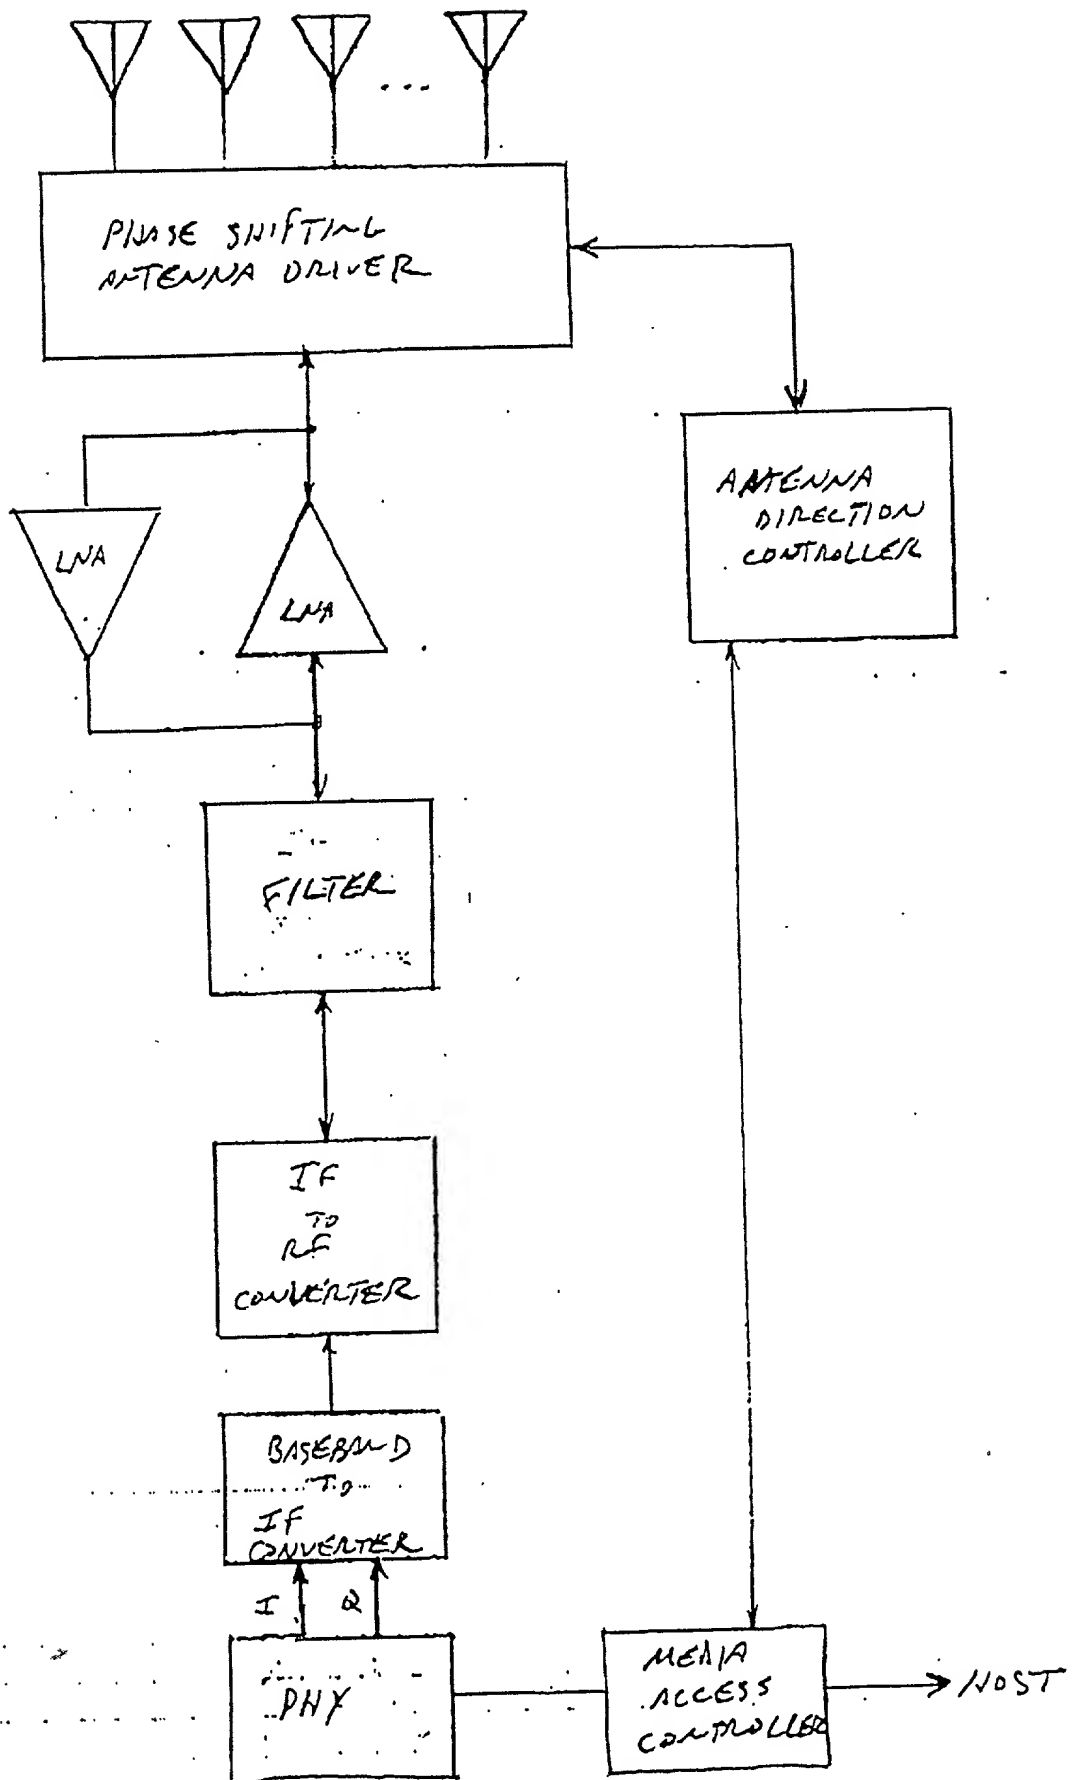 ...
PHASE SHIFTING
ANTENNA DRIVER
ANTENNA
DIRECTION
CONTROLLER
LNA
LNA
FILTER
IF
TO
RF
CONVERTER
BASEBAND
TO
IF
CONVERTER
I Q
PHY
MEDIA
ACCESS
CONTROLLER
HOST